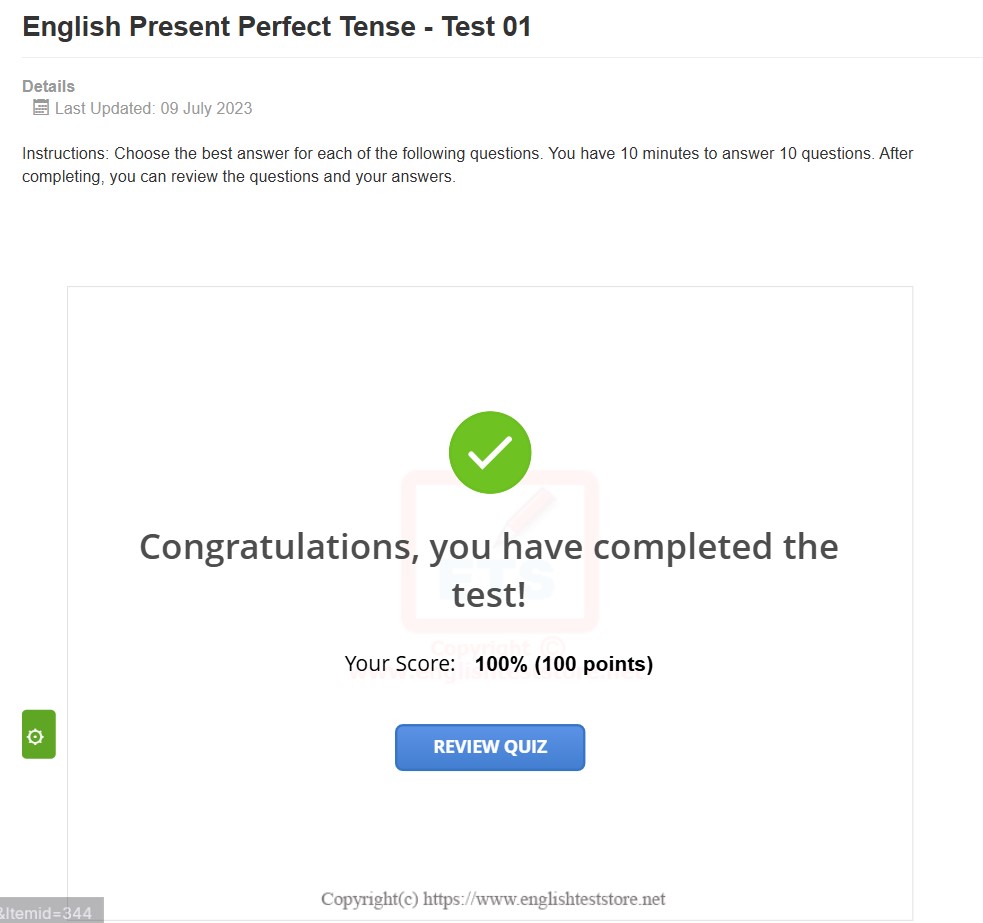 English Present Perfect Tense - Test 01
Details
Last Updated: 09 July 2023
Instructions: Choose the best answer for each of the following questions. You have 10 minutes to answer 10 questions. After
completing, you can review the questions and your answers.
ETS
Congratulations, you have completed the
test!
Copyright ©
Your Score: 100% (100 points)
www.englishteststore.net
REVIEW QUIZ
Copyright(c) https://www.englishteststore.net
&Itemid=344